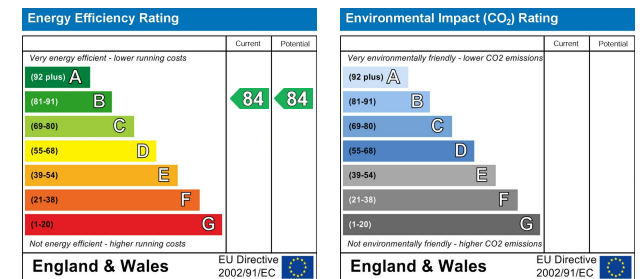 Energy Efficiency Rating
Current Potential
Very energy efficient - lower running costs
(92 plus) A
(81-91) B 84 84
(69-80) C
(55-68) D
(39-54) E
(21-38) F
(1-20) G
Not energy efficient - higher running costs
England & Wales
EU Directive
2002/91/EC
Environmental Impact (CO₂) Rating
Current Potential
Very environmentally friendly - lower CO2 emissions
(92 plus) A
(81-91) B
(69-80) C
(55-68) D
(39-54) E
(21-38) F
(1-20) G
Not environmentally friendly - higher CO2 emissions
England & Wales
EU Directive
2002/91/EC